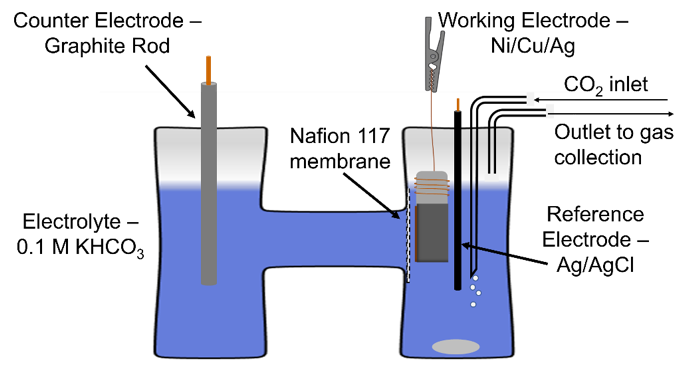 Counter Electrode –
Graphite Rod
Working Electrode –
Ni/Cu/Ag
CO₂ inlet
Outlet to gas
collection
Nafion 117
membrane
Electrolyte –
0.1 M KHCO₃
Reference
Electrode –
Ag/AgCl